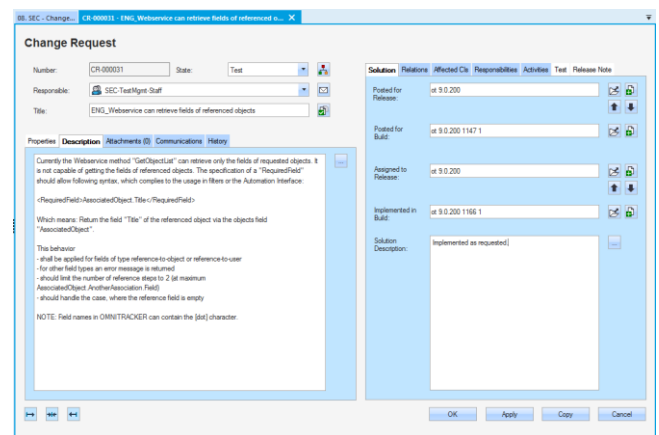 00. SEC - Change... CR-000031 - ENG_Webservice can retrieve fields of referenced o... X
Change Request
Number: CR-000031 State: Test
Responsible: SEC-TestMgmt-Staff
Title: ENG_Webservice can retrieve fields of referenced objects
Properties Description Attachments (0) Communications History
Currently the Webservice method "GetObjectList" can retrieve only the fields of requested objects. It
is not capable of getting the fields of referenced objects. The specification of a "RequiredField"
should allow following syntax, which complies to the usage in filters or the Automation Interface:
<RequiredField>AssociatedObject.Title</RequiredField>
Which means: Return the field "Title" of the referenced object via the objects field
"AssociatedObject".
This behavior
- shall be applied for fields of type reference-to-object or reference-to-user
- for other field types an error message is returned
- should limit the number of reference steps to 2 (at maximum
AssociatedObject.AnotherAssociation.Field)
- should handle the case, where the reference field is empty
NOTE: Field names in OMNITRACKER can contain the [dot] character.
Solution Relations Affected CIs Responsibilities Activities Test Release Note
Posted for
Release:
ot 9.0.200
Posted for
Build:
ot 9.0.200 1147 1
Assigned to
Release:
ot 9.0.200
Implemented in
Build:
ot 9.0.200 1166 1
Solution
Description:
Implemented as requested.
...
...
OK Apply Copy Cancel